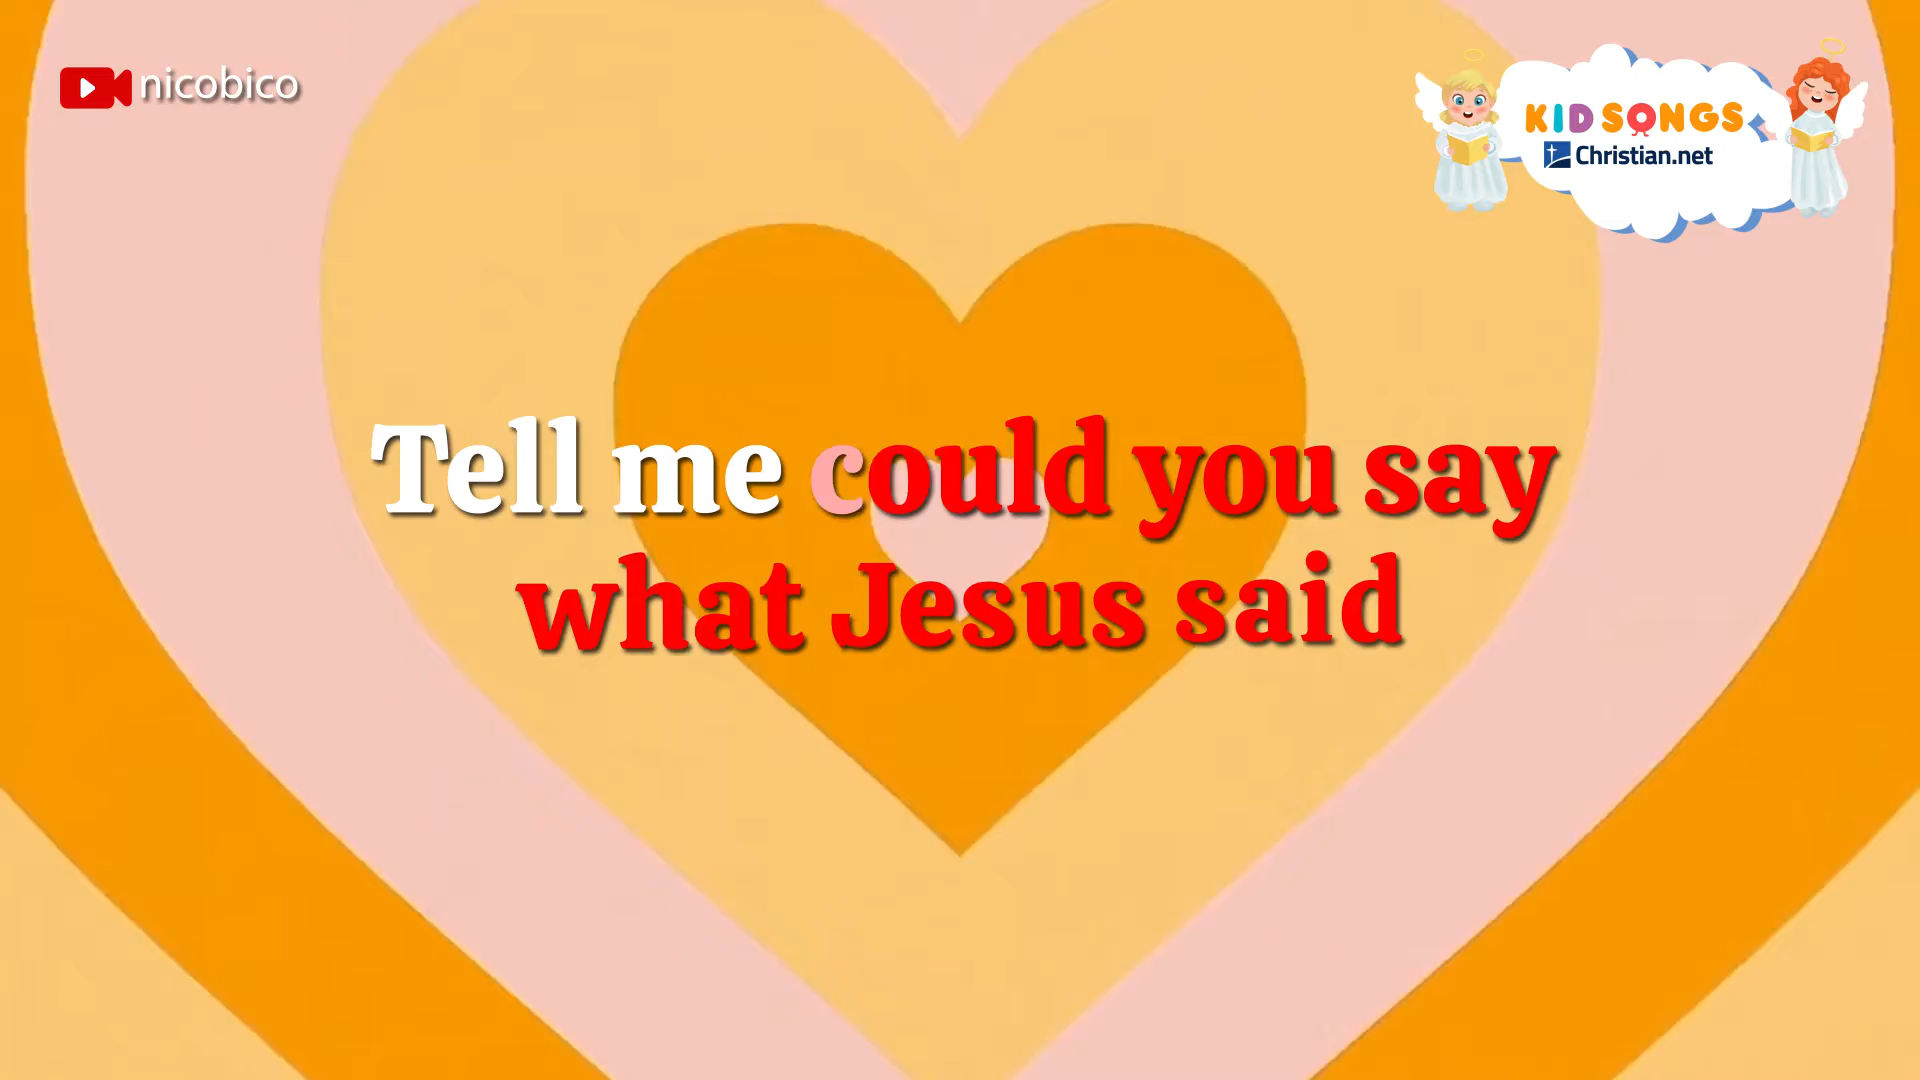 nicobico
KID SONGS
Christian.net
Tell me could you say
what Jesus said